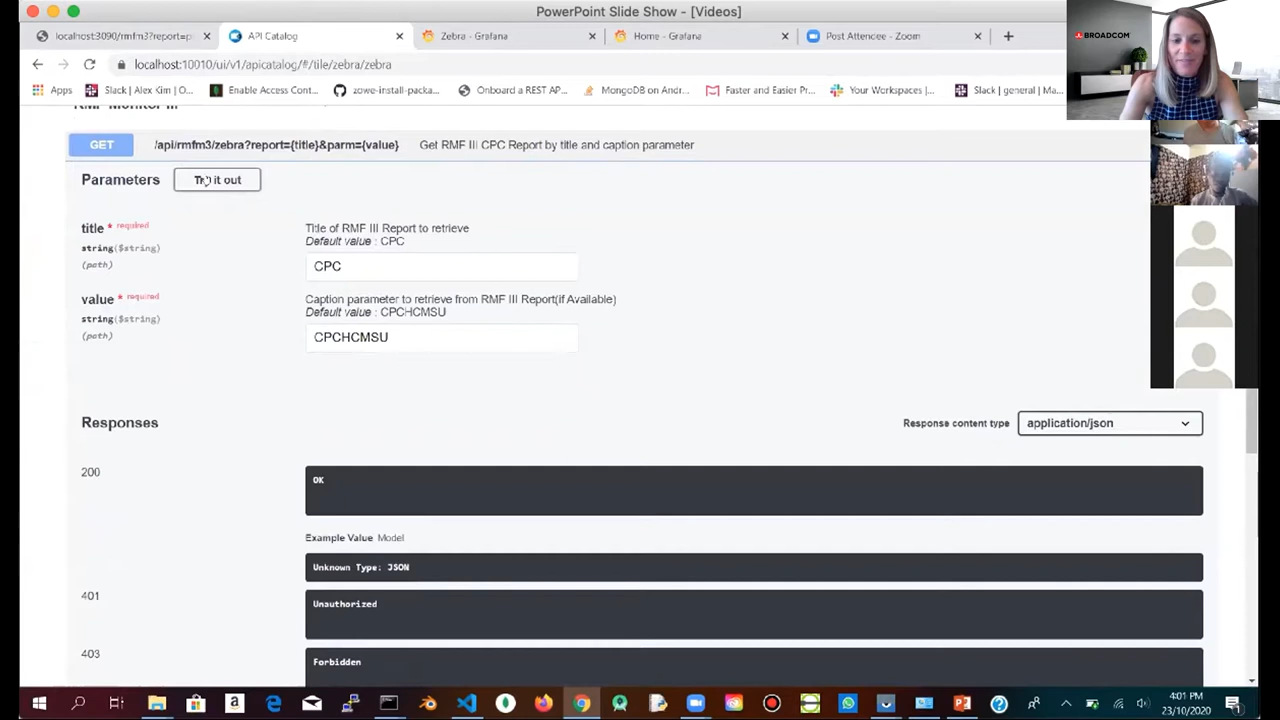 PowerPoint Slide Show - [Videos]
localhost:3090/rmfm3?report=p
API Catalog
Zebra - Grafana
Home - Grafana
Post Attendee - Zoom
localhost:10010/ui/v1/apicatalog/#/tile/zebra/zebra
Apps
Slack | Alex Kim | O...
Enable Access Cont...
zowe-install-packa...
Onboard a REST AP...
MongoDB on Andr...
Faster and Easier Pr...
Your Workspaces |...
Slack | general | Ma...
BROADCOM
RMF Monitor III
GET /api/rmfm3/zebra?report={title}&parm={value} Get RMF III CPC Report by title and caption parameter
Parameters Try it out
title * required
string($string)
(path)
Title of RMF III Report to retrieve
Default value : CPC
CPC
value * required
string($string)
(path)
Caption parameter to retrieve from RMF III Report(if Available)
Default value : CPCHCMSU
CPCHCMSU
Responses
Response content type application/json
200
OK
Example Value Model
Unknown Type: JSON
401
Unauthorized
403
Forbidden
4:01 PM
23/10/2020